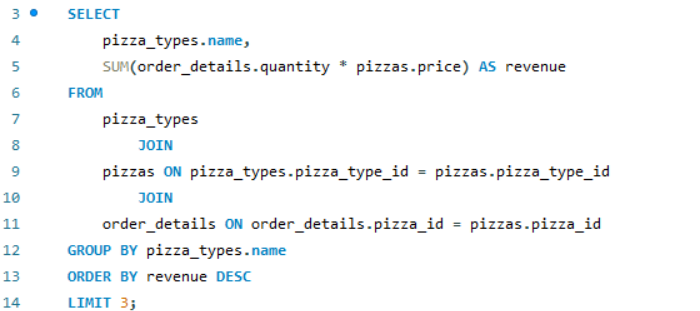 3 SELECT
4 pizza_types.name,
5 SUM(order_details.quantity * pizzas.price) AS revenue
6 FROM
7 pizza_types
8 JOIN
9 pizzas ON pizza_types.pizza_type_id = pizzas.pizza_type_id
10 JOIN
11 order_details ON order_details.pizza_id = pizzas.pizza_id
12 GROUP BY pizza_types.name
13 ORDER BY revenue DESC
14 LIMIT 3;